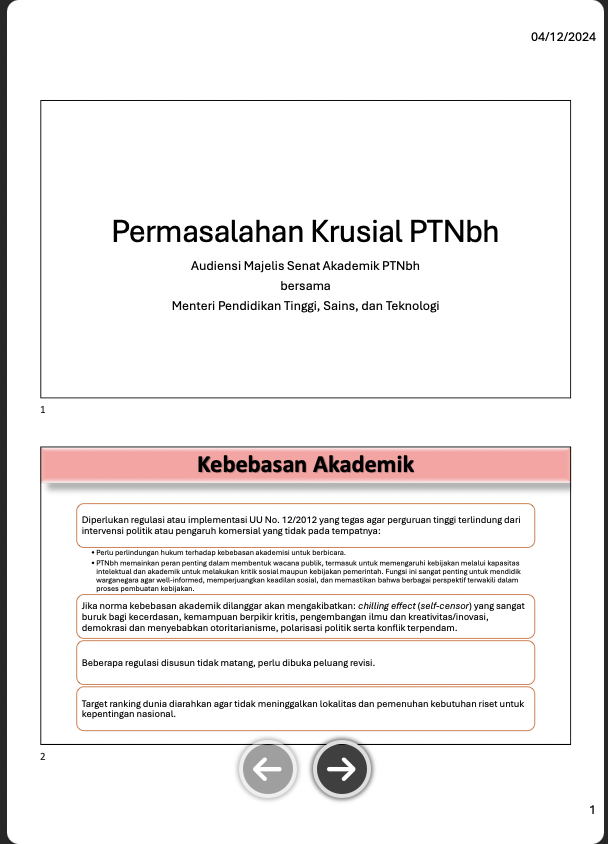 04/12/2024
Permasalahan Krusial PTNbh
Audiensi Majelis Senat Akademik PTNbh
bersama
Menteri Pendidikan Tinggi, Sains, dan Teknologi
1
Kebebasan Akademik
Diperlukan regulasi atau implementasi UU No. 12/2012 yang tegas agar perguruan tinggi terlindung dari
intervensi politik atau pengaruh komersial yang tidak pada tempatnya:
• Perlu perlindungan hukum terhadap kebebasan akademisi untuk berbicara.
• PTNbh memainkan peran penting dalam membentuk wacana publik, termasuk untuk memengaruhi kebijakan melalui kapasitas
intelektual dan akademik untuk melakukan kritik sosial maupun kebijakan pemerintah. Fungsi ini sangat penting untuk mendidik
warganegara agar well-informed, memperjuangkan keadilan sosial, dan memastikan bahwa berbagai perspektif terwakili dalam
proses pembuatan kebijakan.
Jika norma kebebasan akademik dilanggar akan mengakibatkan: chilling effect (self-censor) yang sangat
buruk bagi kecerdasan, kemampuan berpikir kritis, pengembangan ilmu dan kreativitas/inovasi,
demokrasi dan menyebabkan otoritarianisme, polarisasi politik serta konflik terpendam.
Beberapa regulasi disusun tidak matang, perlu dibuka peluang revisi.
Target ranking dunia diarahkan agar tidak meninggalkan lokalitas dan pemenuhan kebutuhan riset untuk
kepentingan nasional.
2
1